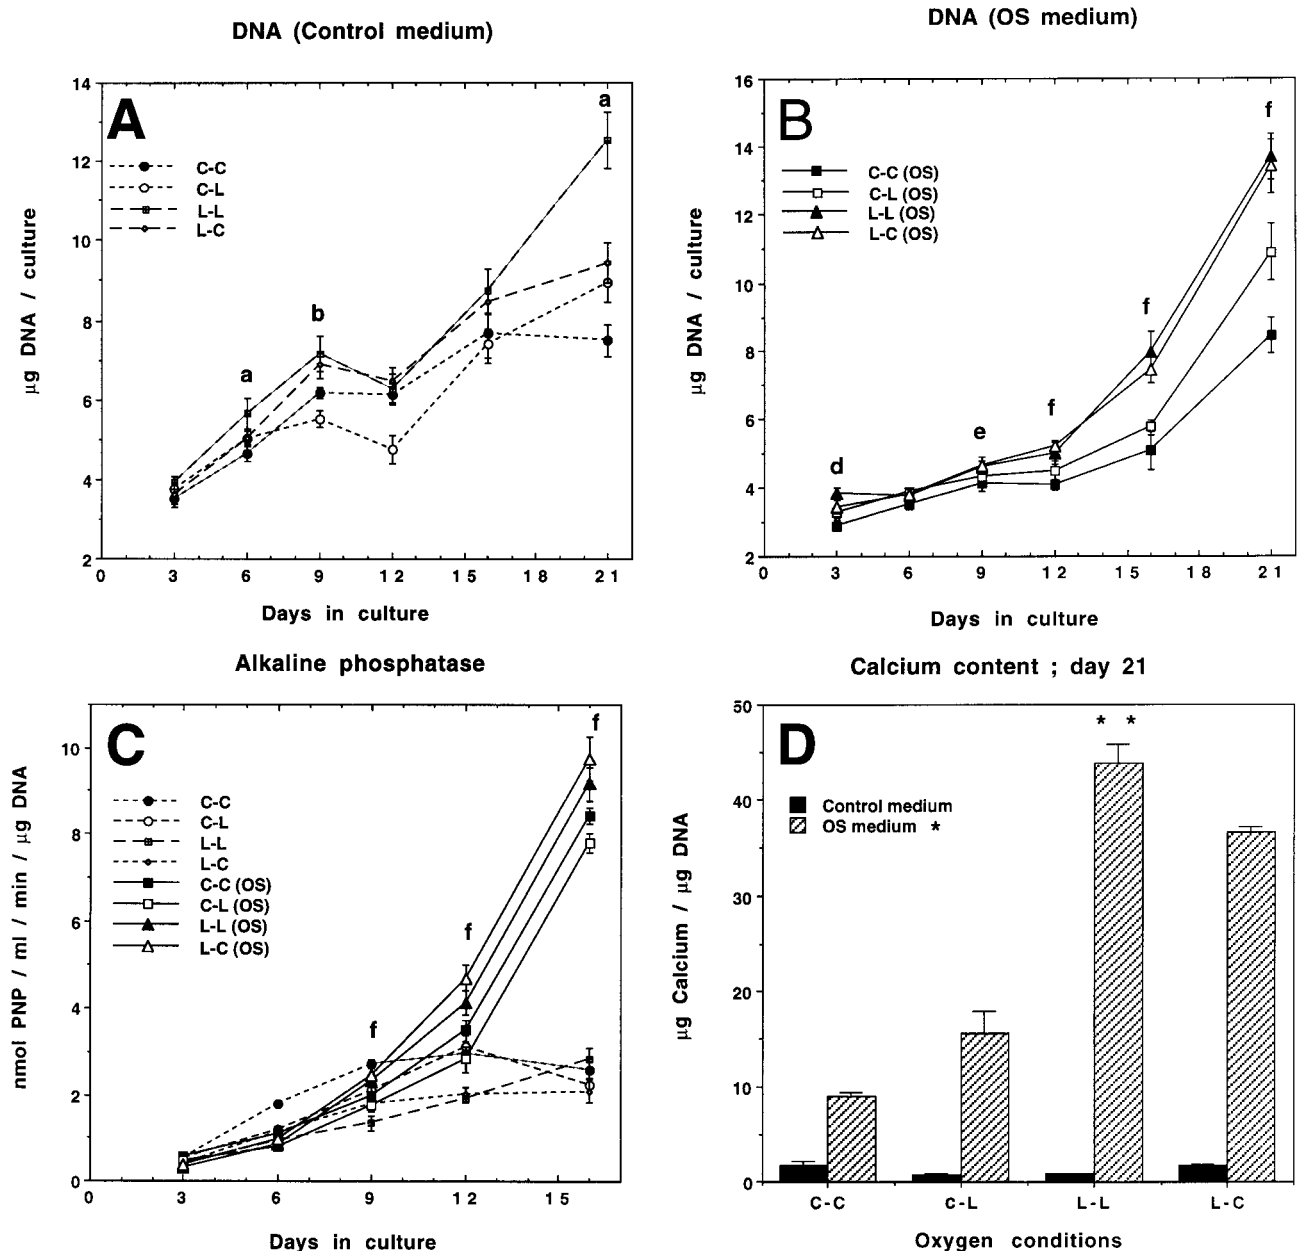 DNA (Control medium)
A
a
b
a
C-C
C-L
L-L
L-C
14
12
10
8
6
4
2
0 3 6 9 12 15 18 21
µg DNA / culture
Days in culture
DNA (OS medium)
B
d
e
f
f
f
C-C (OS)
C-L (OS)
L-L (OS)
L-C (OS)
16
14
12
10
8
6
4
2
0 3 6 9 12 15 18 21
µg DNA / culture
Days in culture
Alkaline phosphatase
C
f
f
f
C-C
C-L
L-L
L-C
C-C (OS)
C-L (OS)
L-L (OS)
L-C (OS)
10
8
6
4
2
0
0 3 6 9 12 15
nmol PNP / ml / min / µg DNA
Days in culture
Calcium content ; day 21
D
* *
Control medium
OS medium *
50
40
30
20
10
0
C-C C-L L-L L-C
µg Calcium / µg DNA
Oxygen conditions